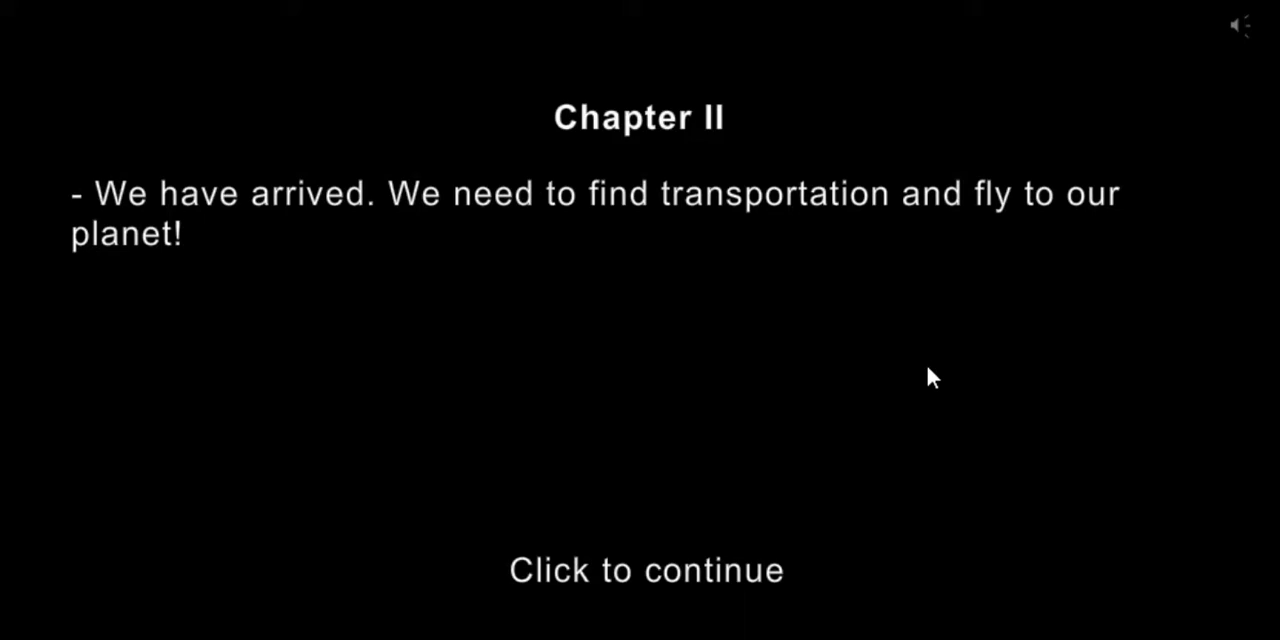 Chapter II
- We have arrived. We need to find transportation and fly to our
planet!
Click to continue